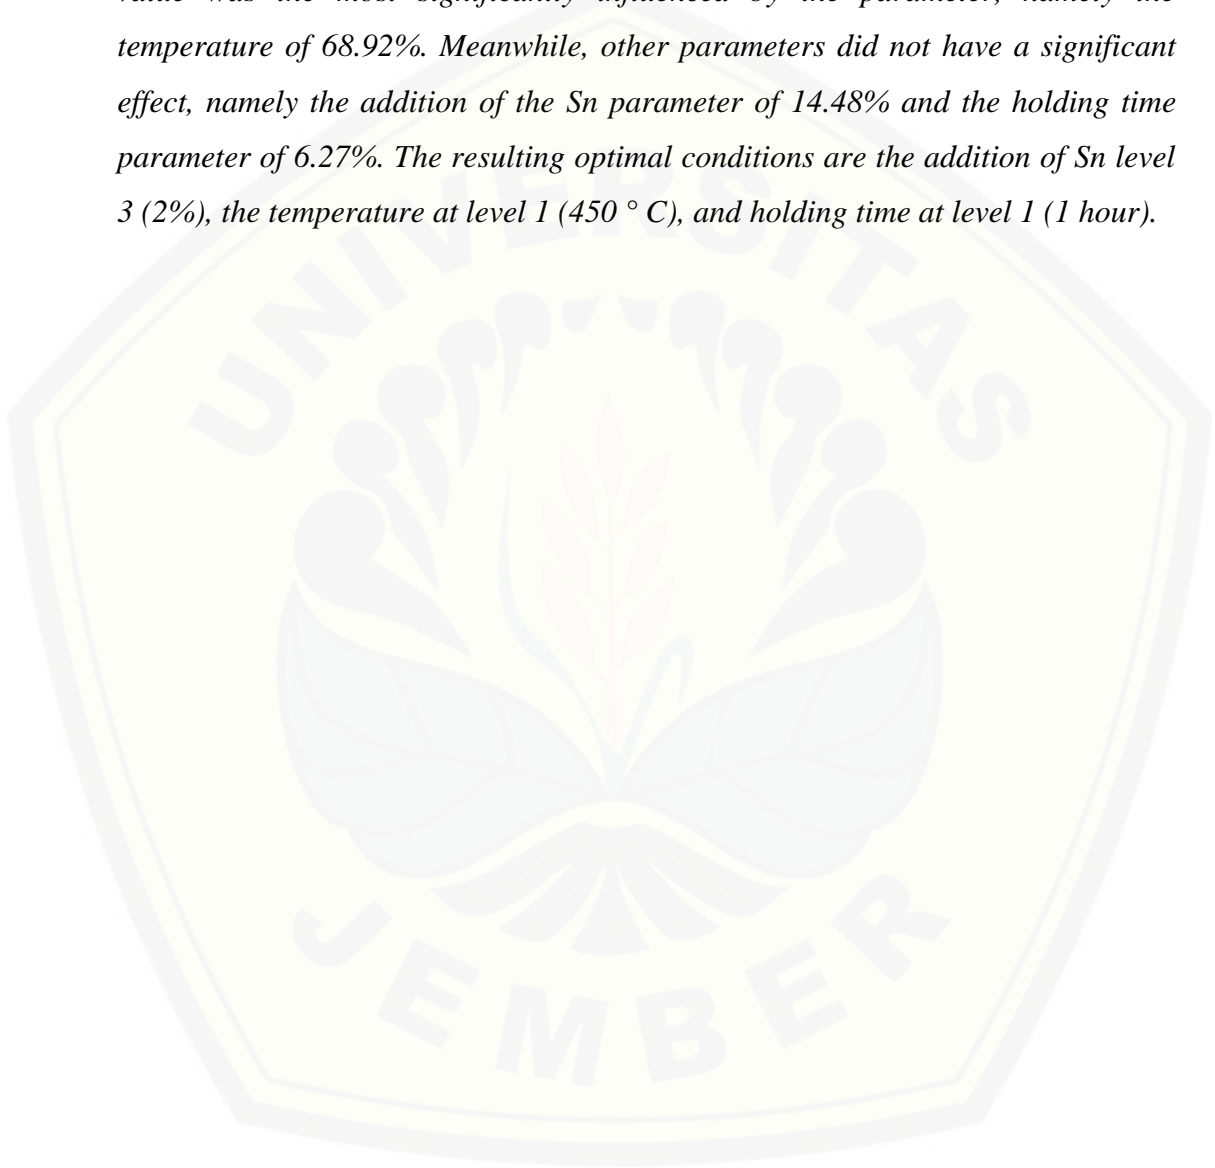 value was the most significantly influenced by the parameter, namely the
temperature of 68.92%. Meanwhile, other parameters did not have a significant
effect, namely the addition of the Sn parameter of 14.48% and the holding time
parameter of 6.27%. The resulting optimal conditions are the addition of Sn level
3 (2%), the temperature at level 1 (450 ° C), and holding time at level 1 (1 hour).
UNIVERSITAS
JEMBER